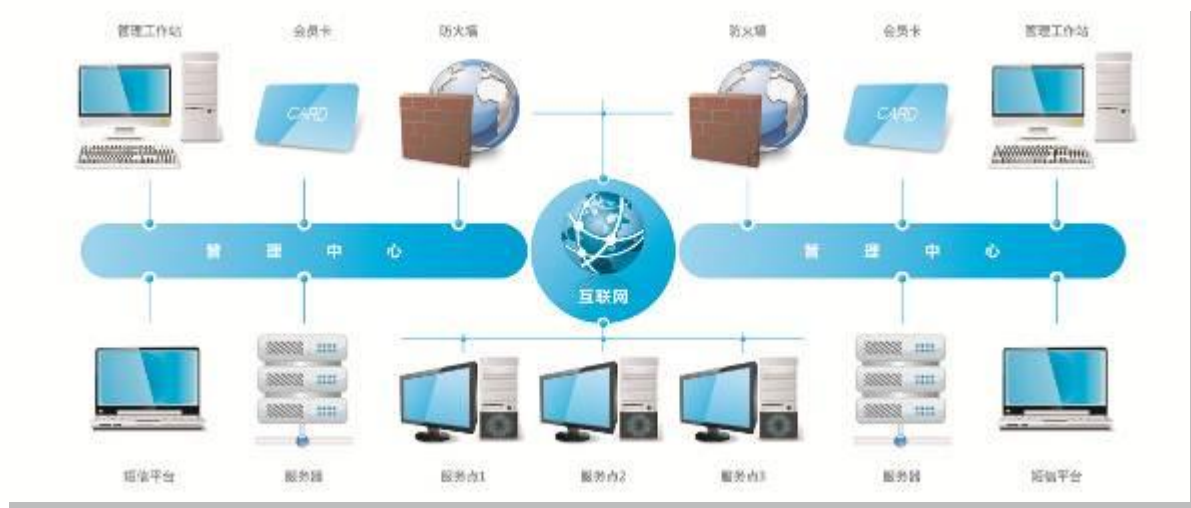 管理工作站 会员卡 防火墙 防火墙 会员卡 管理工作站
CARD CARD
管理中心 管理中心
互联网
短信平台 服务器 服务点1 服务点2 服务点3 服务器 短信平台